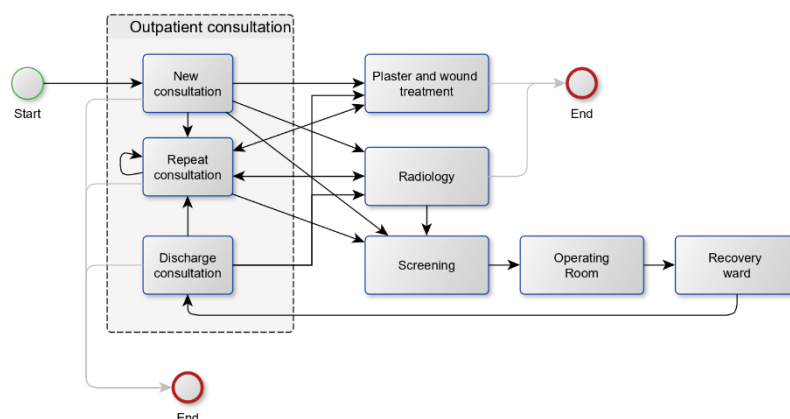 Outpatient consultation
New
consultation
Plaster and wound
treatment
Start
End
Repeat
consultation
Radiology
Discharge
consultation
Screening
Operating
Room
Recovery
ward
End